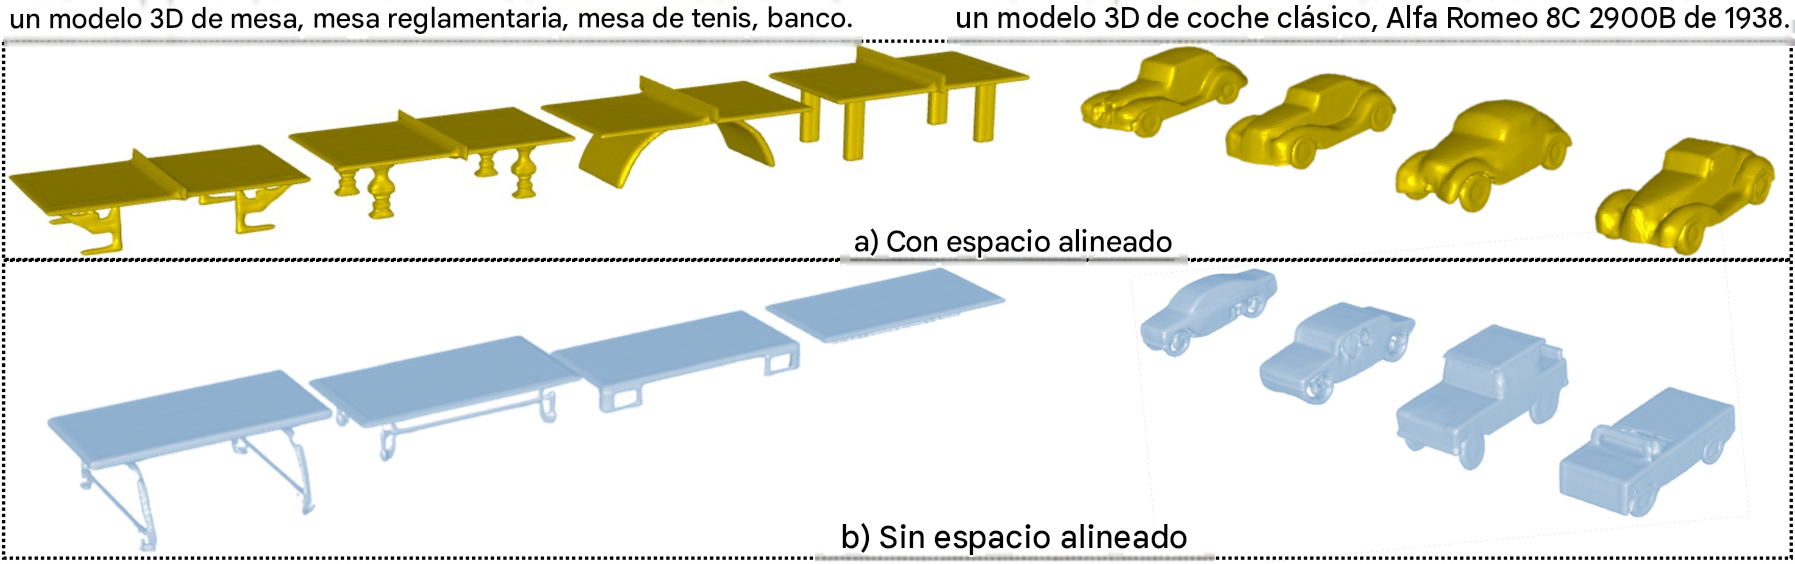 un modelo 3D de mesa, mesa reglamentaria, mesa de tenis, banco.
un modelo 3D de coche clásico, Alfa Romeo 8C 2900B de 1938.
a) Con espacio alineado
b) Sin espacio alineado